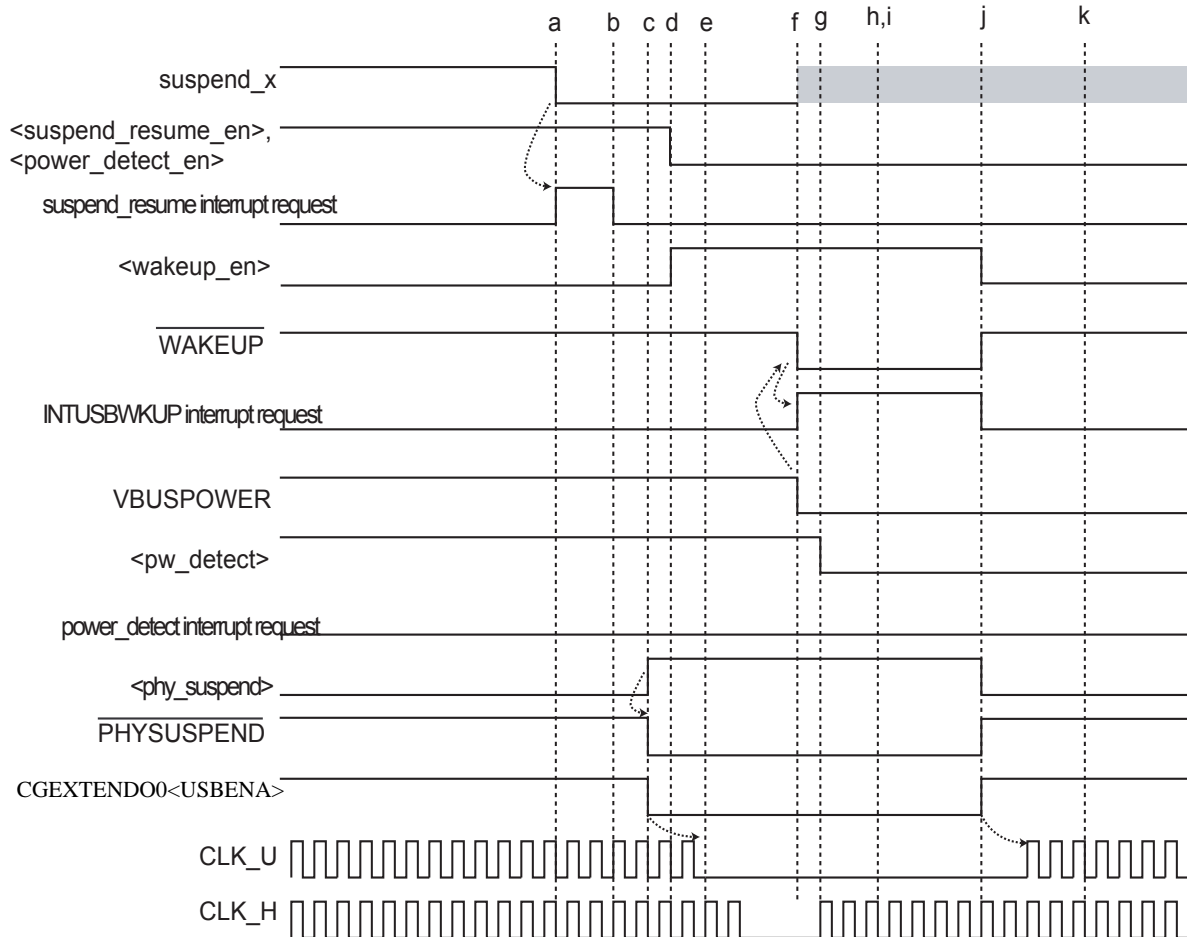 a b c d e f g h,i j k
suspend_x
<suspend_resume_en>,
<power_detect_en>
suspend_resume interrupt request
<wakeup_en>
WAKEUP
INTUSBWKUP interrupt request
VBUSPOWER
<pw_detect>
power_detect interrupt request
<phy_suspend>
PHYSUSPEND
CGEXTENDO0<USBENA>
CLK_U
CLK_H